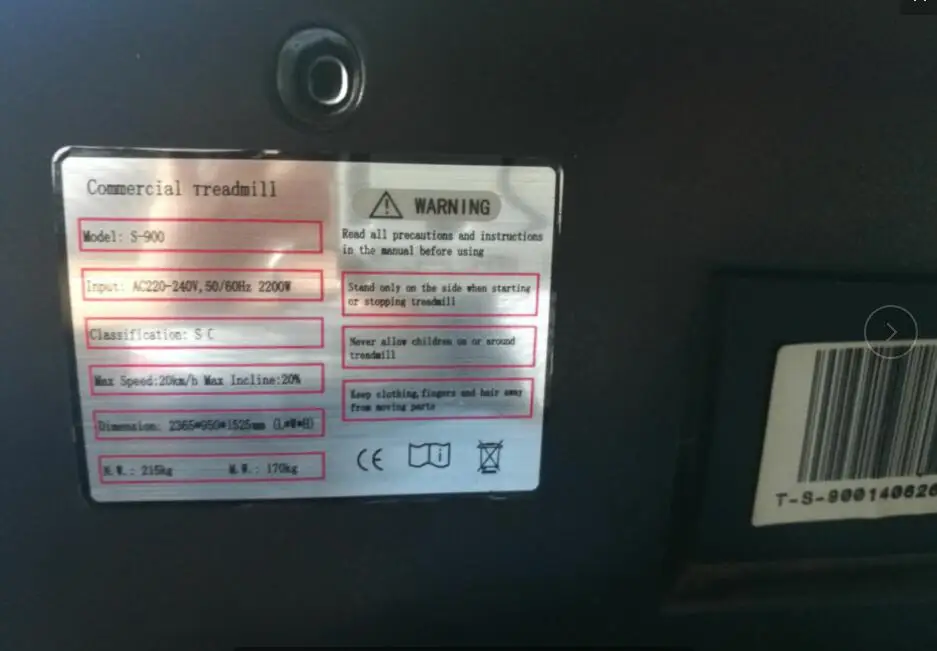 Commercial Treadmill
Model: S-900
Input: AC220-240V,50/60Hz 2200W
Classification: S C
Max Speed:20km/h Max Incline:20%
Dimension: 2365*950*1525mm (L*W*H)
N.W.: 215kg M.W.: 170kg
WARNING
Read all precautions and instructions
in the manual before using
Stand only on the side when starting
or stopping treadmill
Never allow children on or around
treadmill
Keep clothing,fingers and hair away
from moving parts
CE
T-S-900140626